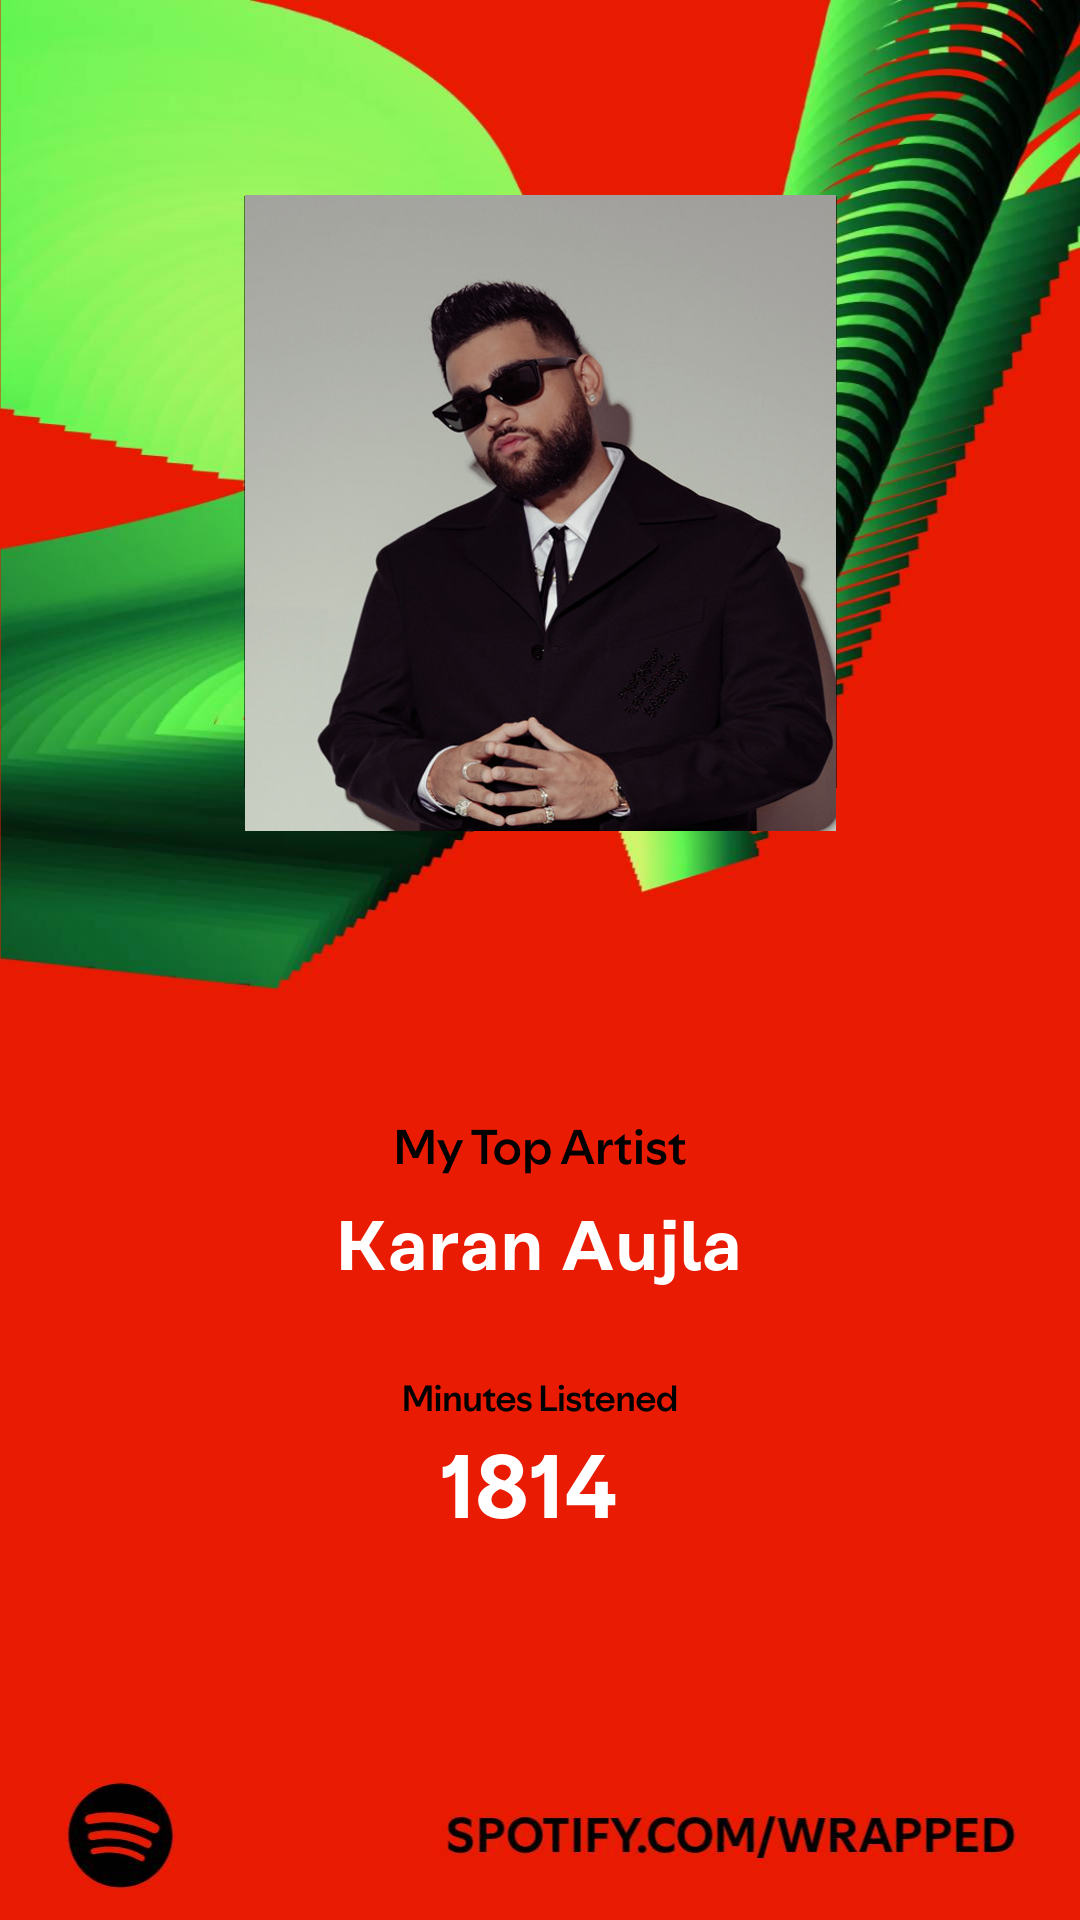 My Top Artist
Karan Aujla
Minutes Listened
1814
SPOTIFY.COM/WRAPPED